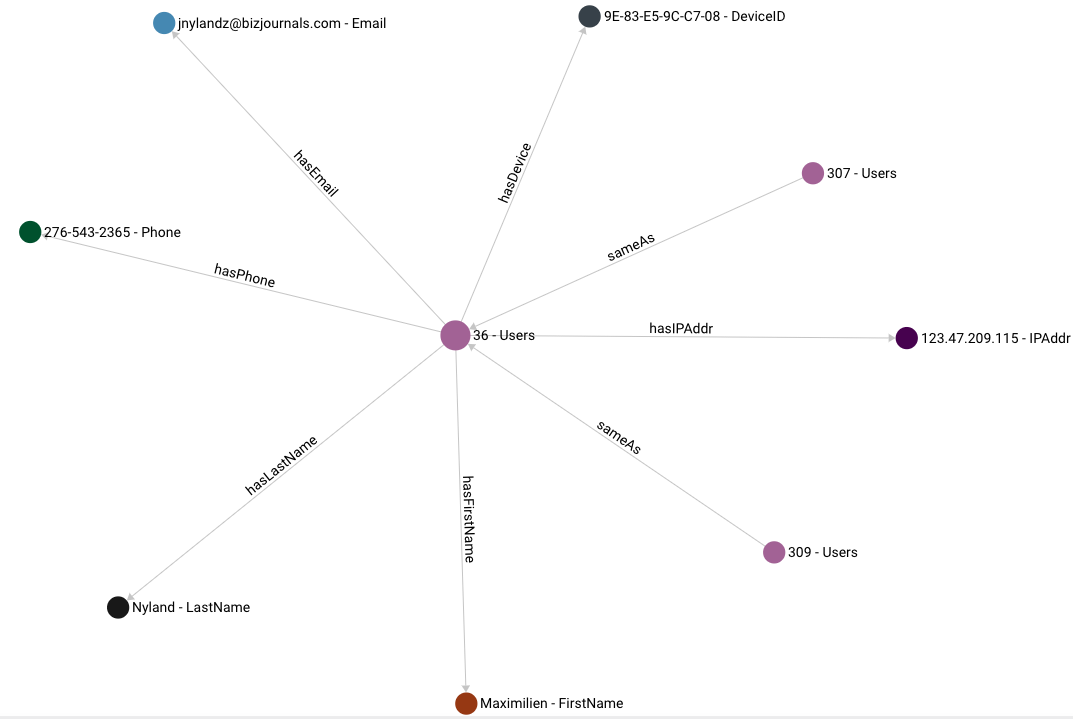 jnylandz@bizjournals.com - Email
9E-83-E5-9C-C7-08 - DeviceID
hasEmail
hasDevice
307 - Users
276-543-2365 - Phone
sameAs
hasPhone
36 - Users
hasIPAddr
123.47.209.115 - IPAddr
sameAs
hasLastName
hasFirstName
309 - Users
Nyland - LastName
Maximilien - FirstName